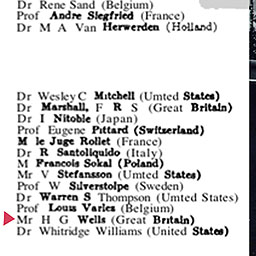 Dr Rene Sand (Belgium)
Prof Andre Siegfried (France)
Dr M A Van Herwerden (Holland)
Dr Wesley C Mitchell (Umted States)
Dr Marshall, F R S (Great Britain)
Dr I Nitobie (Japan)
Prof Eugene Pittard (Switzerland)
M le Juge Rollet (France)
Dr R Santoliquido (Italy)
M Francois Sokal (Poland)
Mr V Stefansson (Umted States)
Prof W Silverstolpe (Sweden)
Dr Warren S Thompson (Umted States)
Prof Louis Varles (Belgium)
Mr H G Wells (Great Britain)
Dr Whitridge Williams (United States)